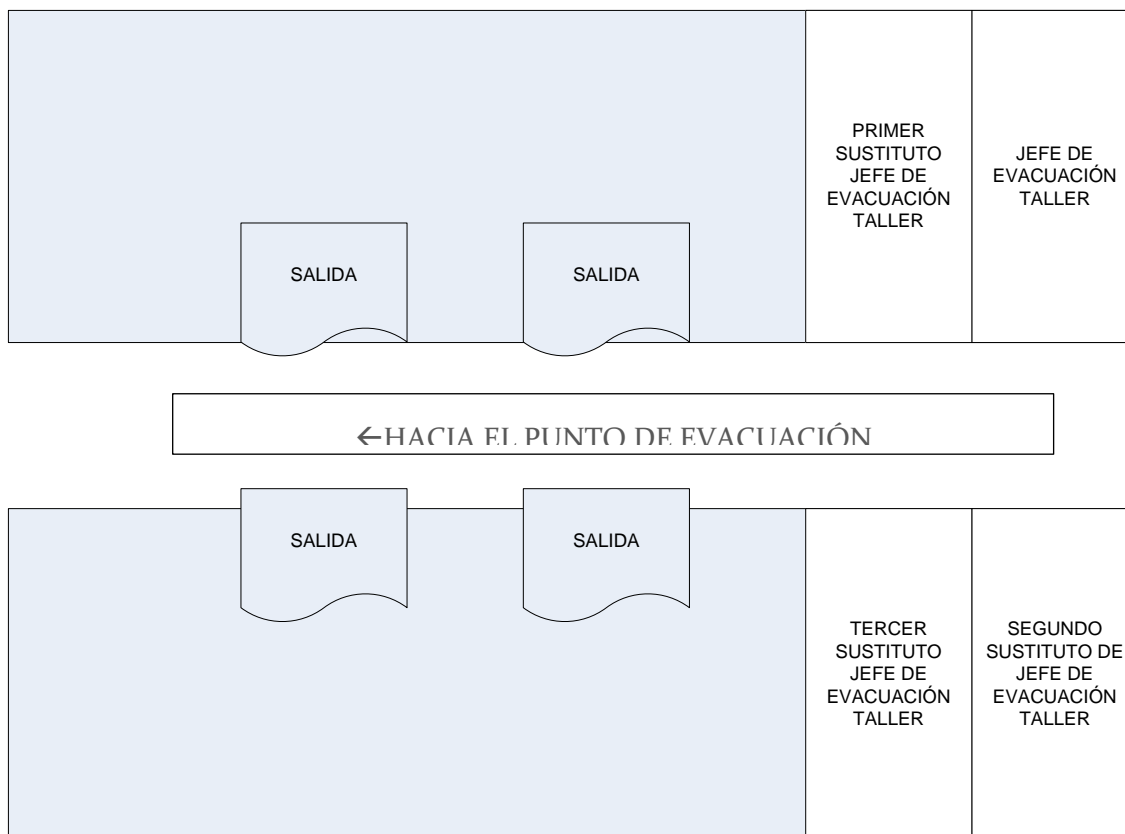 PRIMER
SUSTITUTO
JEFE DE
EVACUACIÓN
TALLER
JEFE DE
EVACUACIÓN
TALLER
SALIDA
SALIDA
←HACIA EL PUNTO DE EVACUACIÓN
SALIDA
SALIDA
TERCER
SUSTITUTO
JEFE DE
EVACUACIÓN
TALLER
SEGUNDO
SUSTITUTO DE
JEFE DE
EVACUACIÓN
TALLER